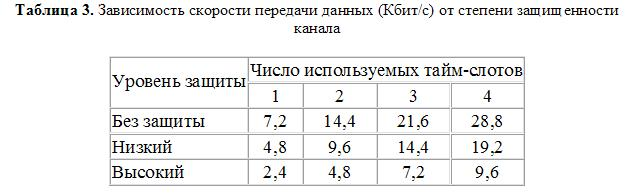 Таблица 3. Зависимость скорости передачи данных (Кбит/с) от степени защищенности
канала
Уровень защиты Число используемых тайм-слотов
1 2 3 4
Без защиты 7,2 14,4 21,6 28,8
Низкий 4,8 9,6 14,4 19,2
Высокий 2,4 4,8 7,2 9,6